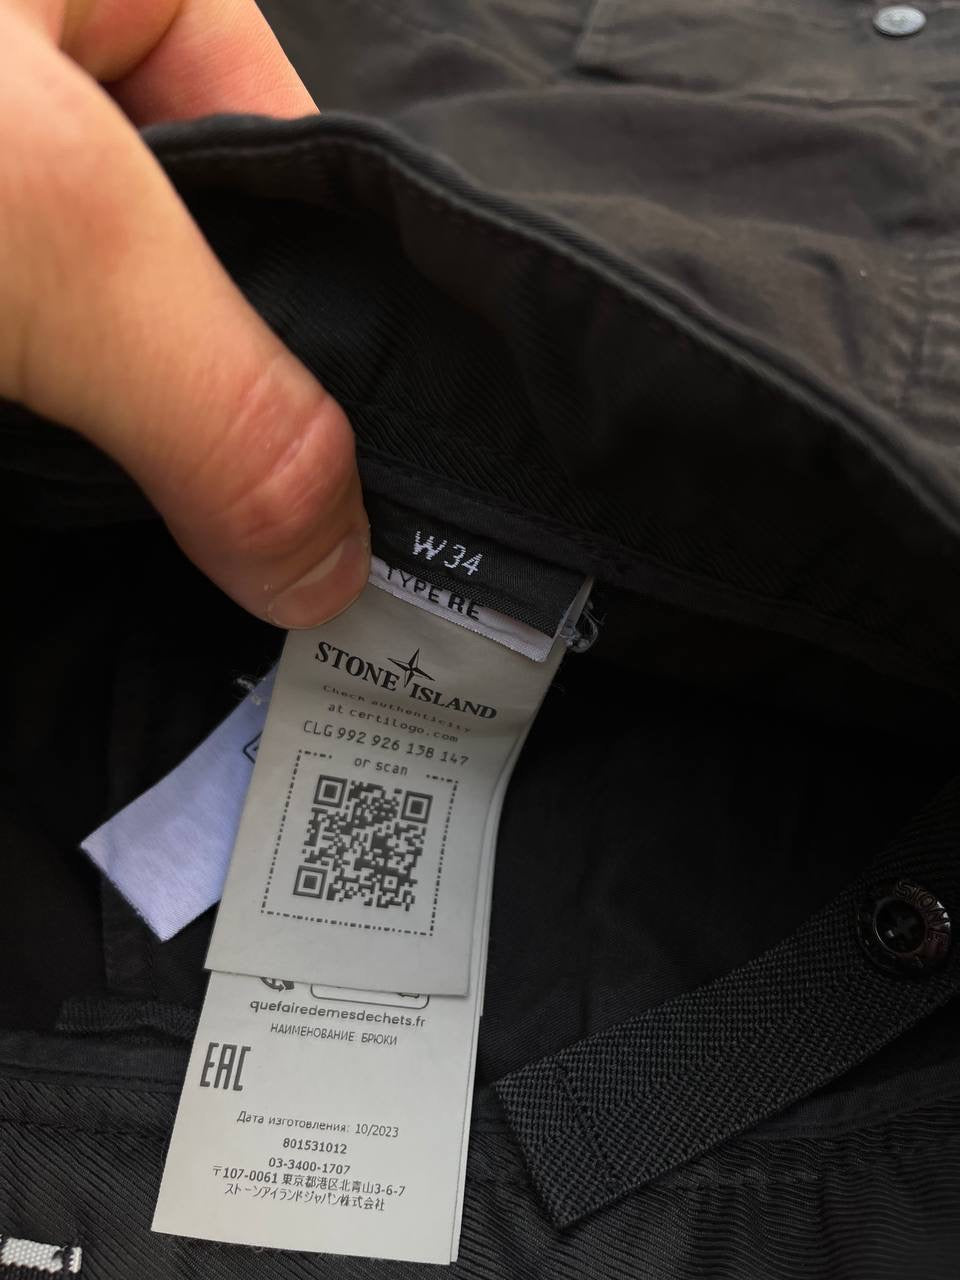 W 34
TYPE RE
STONE ISLAND
Check authenticity
at certilogo.com
CLG 992 926 138 147
or scan
quefairedemesdechets.fr
НАИМЕНОВАНИЕ БРЮКИ
EAC
Дата изготовления: 10/2023
801531012
03-3400-1707
〒107-0061 東京都港区北青山3-6-7
ストーンアイランドジャパン株式会社
STONE